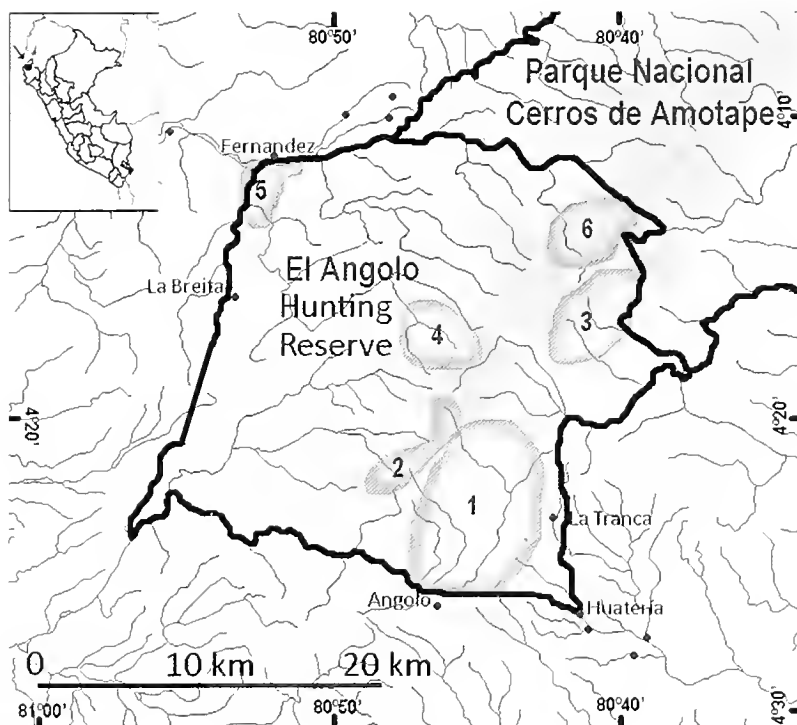 80°50'
80°40'
Parque Nacional
Cerros de Amotape
4°10'
Fernandez
5
6
El Angolo
Hunting
Reserve
La Breita
4
3
4°20'
4°20'
2
1
La Tranca
Angolo
Huateria
0 10 km 20 km
81°00'
80°50'
80°40'
4°30'